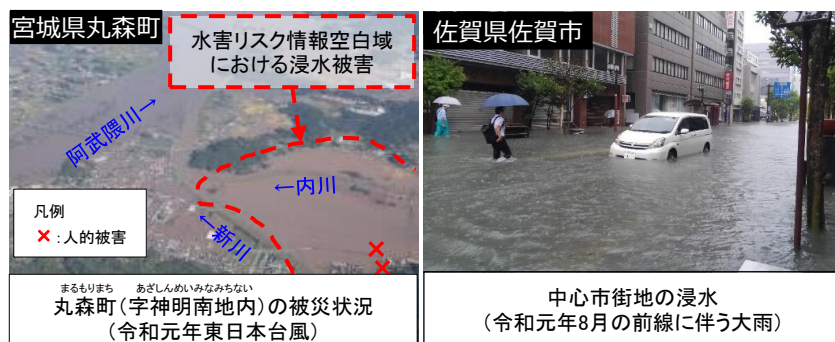 宮城県丸森町
水害リスク情報空白域
における浸水被害
阿武隈川→
←内川
←新川
凡例
×:人的被害
まるもりまち あざしんめいみなみちない
丸森町(字神明南地内)の被災状況
(令和元年東日本台風)
佐賀県佐賀市
中心市街地の浸水
(令和元年8月の前線に伴う大雨)